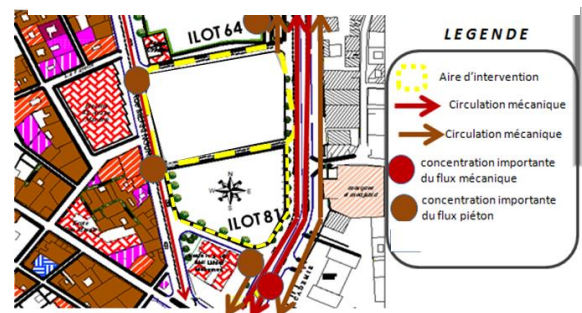 ILOT 64
N
W
E
S
ILOT 81
LEGENDE
Aire d'intervention
Circulation mécanique
Circulation mécanique
concentration importante
du flux mécanique
concentration importante
du flux piéton